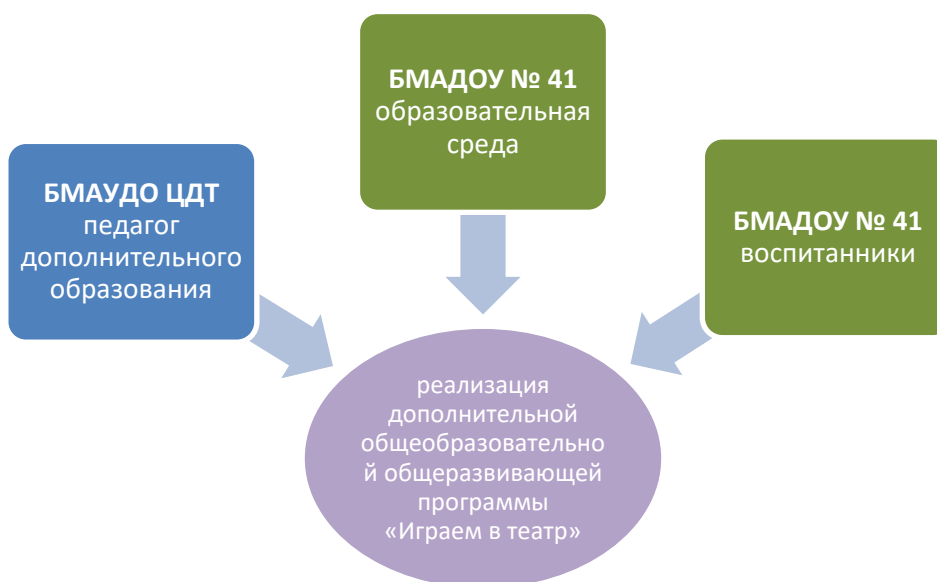 БМАДОУ № 41
образовательная
среда
БМАУДО ЦДТ
педагог
дополнительного
образования
БМАДОУ № 41
воспитанники
реализация
дополнительной
общеобразовательно
й общеразвивающей
программы
«Играем в театр»